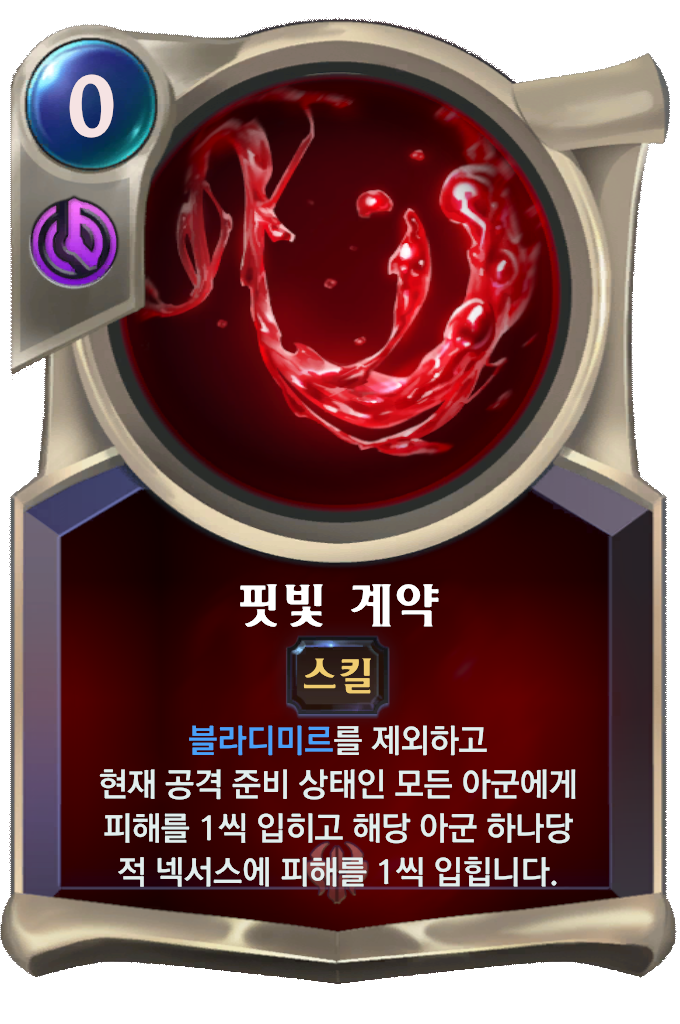 0
핏빛 계약
스킬
블라디미르를 제외하고
현재 공격 준비 상태인 모든 아군에게
피해를 1씩 입히고 해당 아군 하나당
적 넥서스에 피해를 1씩 입힙니다.